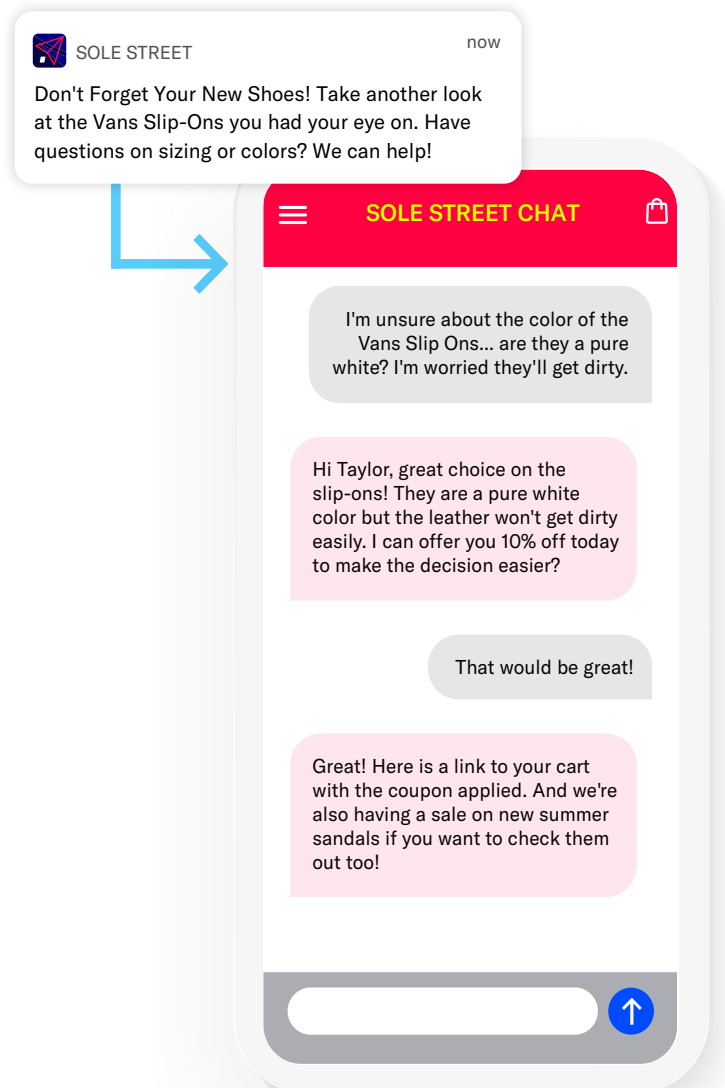 SOLE STREET
now
Don't Forget Your New Shoes! Take another look
at the Vans Slip-Ons you had your eye on. Have
questions on sizing or colors? We can help!
SOLE STREET CHAT
I'm unsure about the color of the
Vans Slip Ons... are they a pure
white? I'm worried they'll get dirty.
Hi Taylor, great choice on the
slip-ons! They are a pure white
color but the leather won't get dirty
easily. I can offer you 10% off today
to make the decision easier?
That would be great!
Great! Here is a link to your cart
with the coupon applied. And we're
also having a sale on new summer
sandals if you want to check them
out too!